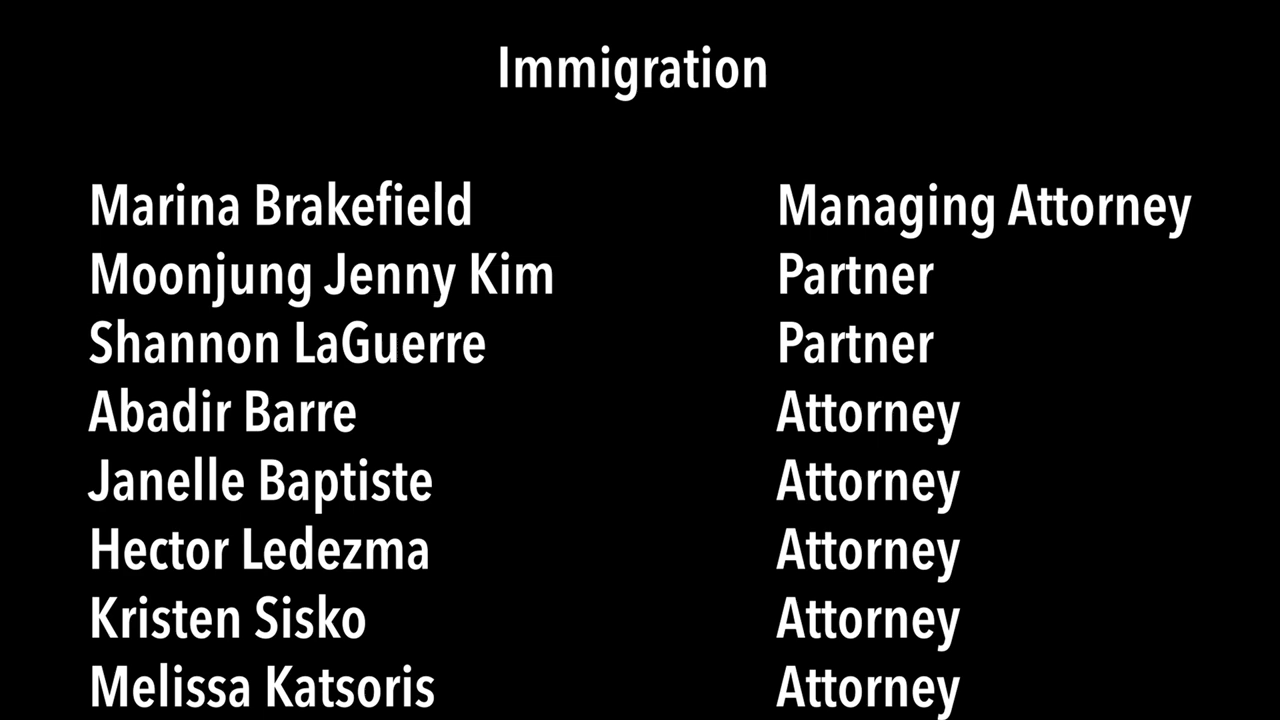 Immigration
Marina Brakefield Managing Attorney
Moonjung Jenny Kim Partner
Shannon LaGuerre Partner
Abadir Barre Attorney
Janelle Baptiste Attorney
Hector Ledezma Attorney
Kristen Sisko Attorney
Melissa Katsoris Attorney